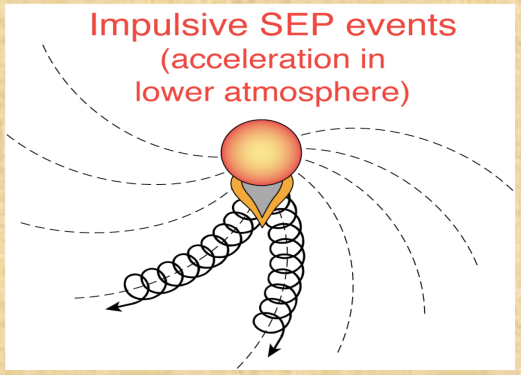 Impulsive SEP events
(acceleration in
lower atmosphere)